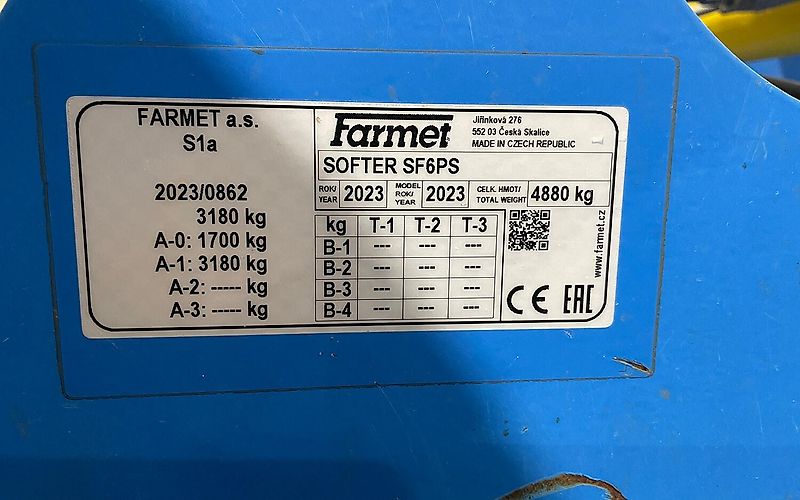 FARMET a.s.
S1a
2023/0862
3180 kg
A-0: 1700 kg
A-1: 3180 kg
A-2: ----- kg
A-3: ----- kg
Farmet
Jiřinková 276
552 03 Česká Skalice
MADE IN CZECH REPUBLIC
SOFTER SF6PS
ROK/ YEAR 2023 MODEL ROK/ YEAR 2023 CELK. HMOT/ TOTAL WEIGHT 4880 kg
kg T-1 T-2 T-3
B-1 --- --- ---
B-2 --- --- ---
B-3 --- --- ---
B-4 --- --- ---
www.farmet.cz
CE EAC